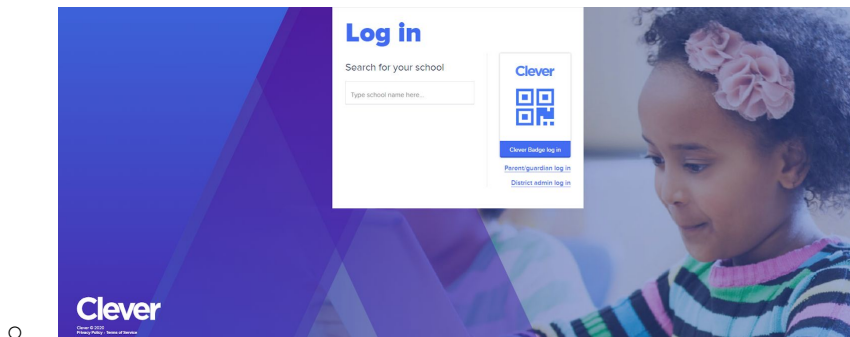 Log in
Search for your school
Type school name here...
Clever
Clever Badge log in
Parent/guardian log in
District admin log in
Clever
Clever © 2020
Privacy Policy - Terms of Service